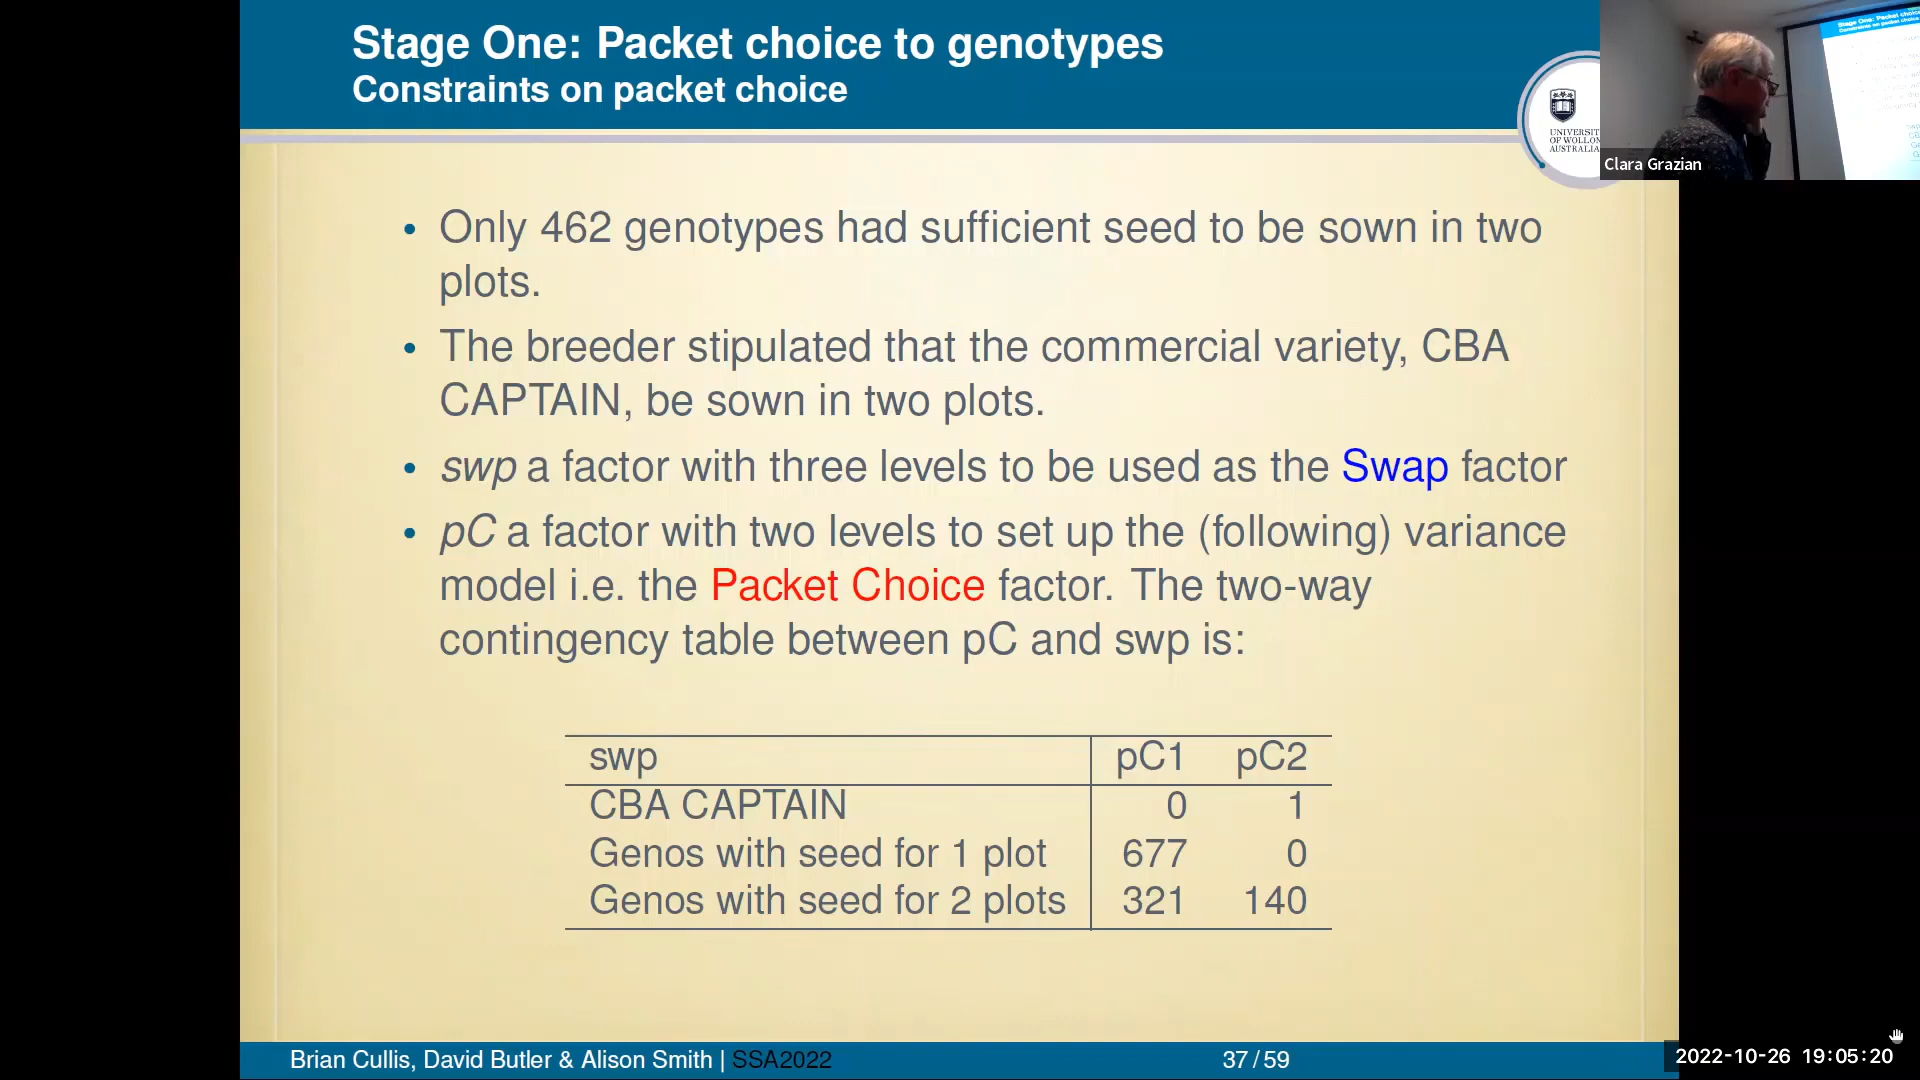 Stage One: Packet choice to genotypes
Constraints on packet choice
UNIVERSIT
OF WOLLON
AUSTRALIA
Clara Grazian
• Only 462 genotypes had sufficient seed to be sown in two
plots.
• The breeder stipulated that the commercial variety, CBA
CAPTAIN, be sown in two plots.
• swp a factor with three levels to be used as the Swap factor
• pC a factor with two levels to set up the (following) variance
model i.e. the Packet Choice factor. The two-way
contingency table between pC and swp is:
swp pC1 pC2
CBA CAPTAIN 0 1
Genos with seed for 1 plot 677 0
Genos with seed for 2 plots 321 140
Brian Cullis, David Butler & Alison Smith | SSA2022 37 / 59
2022-10-26 19:05:20